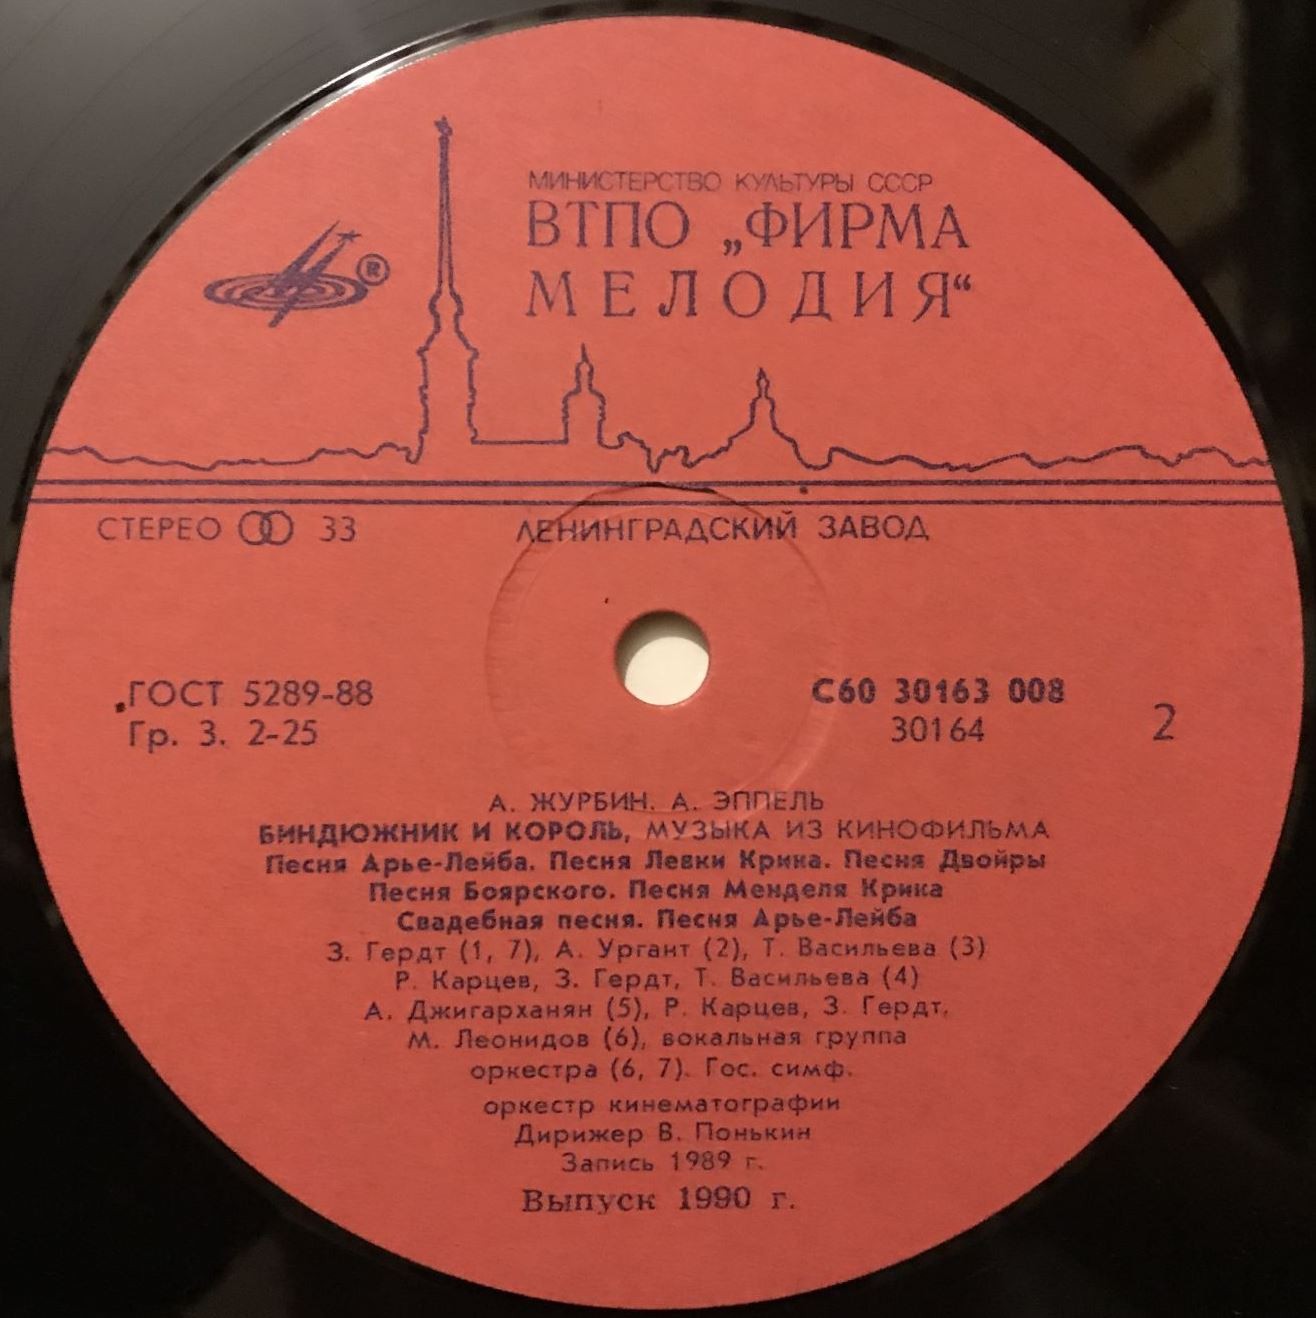 МИНИСТЕРСТВО КУЛЬТУРЫ СССР
ВТПО „ФИРМА
МЕЛОДИЯ“
®
СТЕРЕО 33
ЛЕНИНГРАДСКИЙ ЗАВОД
ГОСТ 5289-88
Гр. 3. 2-25
С60 30163 008
30164
2
А. ЖУРБИН. А. ЭППЕЛЬ
БИНДЮЖНИК И КОРОЛЬ, МУЗЫКА ИЗ КИНОФИЛЬМА
Песня Арье-Лейба. Песня Левки Крика. Песня Двойры
Песня Боярского. Песня Менделя Крика
Свадебная песня. Песня Арье-Лейба
З. Гердт (1, 7), А. Ургант (2), Т. Васильева (3)
Р. Карцев, З. Гердт, Т. Васильева (4)
А. Джигарханян (5), Р. Карцев, З. Гердт,
М. Леонидов (6), вокальная группа
оркестра (6, 7). Гос. симф.
оркестр кинематографии
Дирижер В. Понькин
Запись 1989 г.
Выпуск 1990 г.